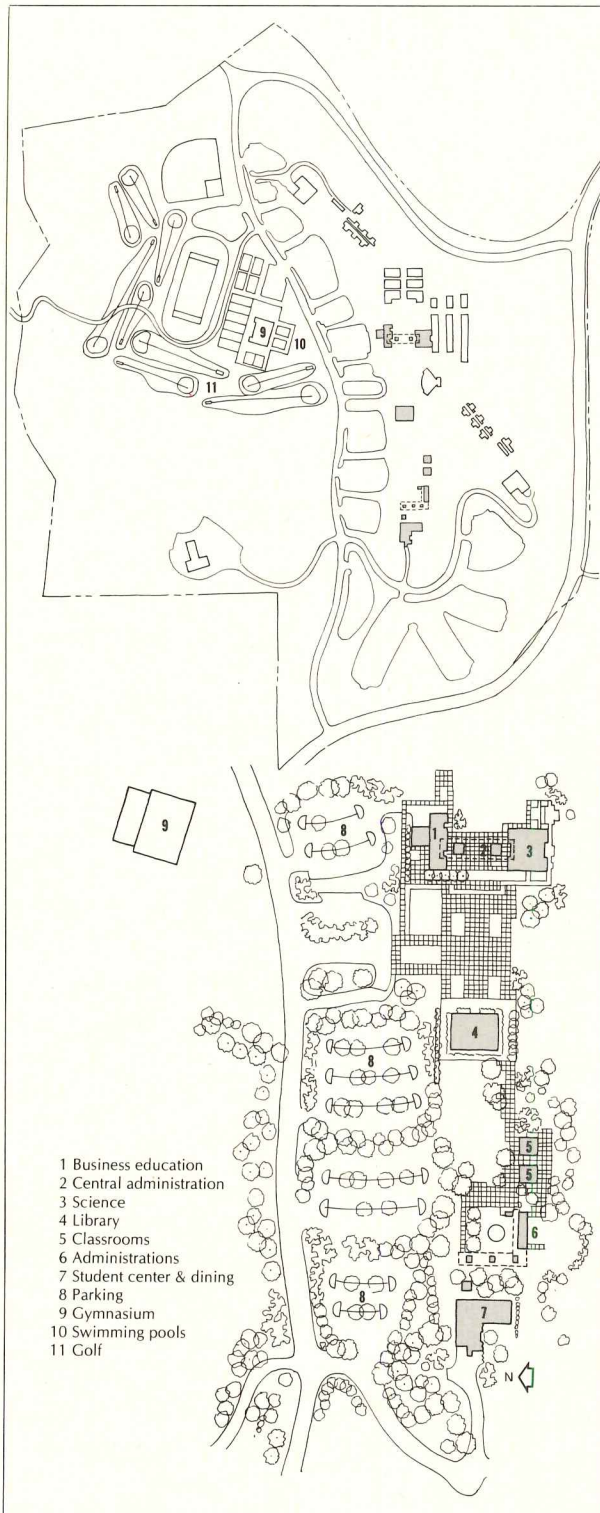 9
10
11
9
8
1
2
3
4
8
5
5
6
8
7
N
1 Business education
2 Central administration
3 Science
4 Library
5 Classrooms
6 Administrations
7 Student center & dining
8 Parking
9 Gymnasium
10 Swimming pools
11 Golf